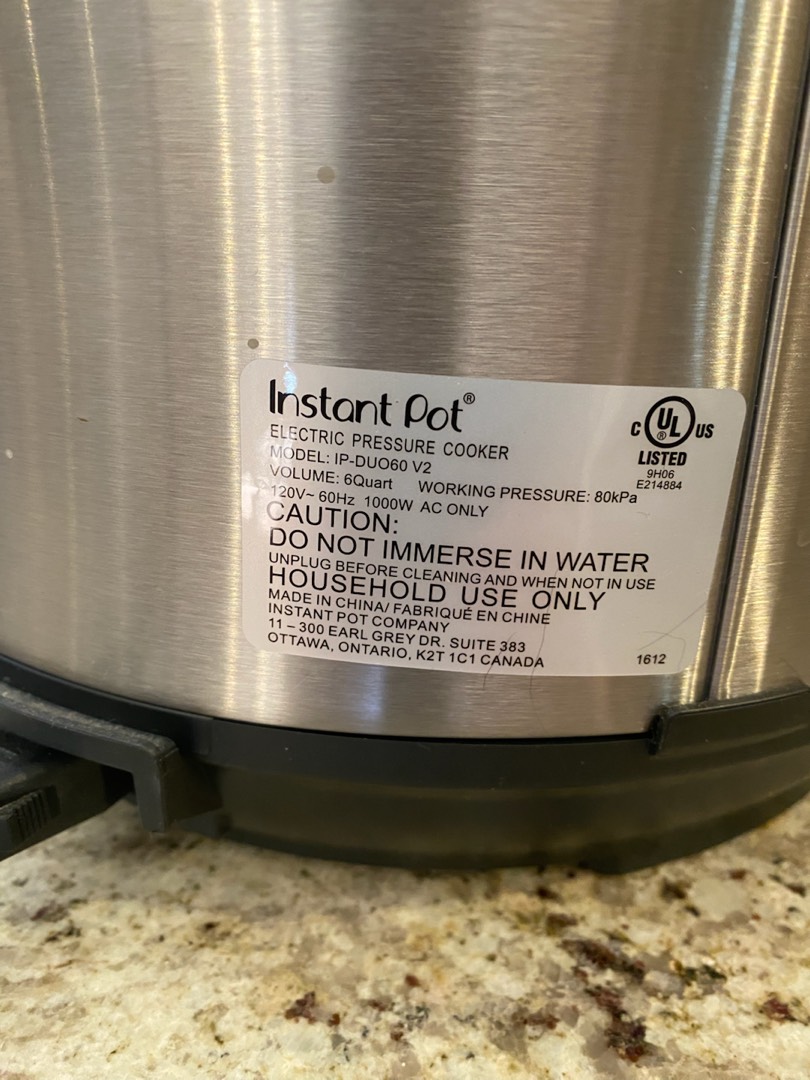 Instant Pot®
ELECTRIC PRESSURE COOKER
MODEL: IP-DUO60 V2
VOLUME: 6Quart WORKING PRESSURE: 80kPa
120V~ 60Hz 1000W AC ONLY
C UL® US
LISTED
9H06
E214884
CAUTION:
DO NOT IMMERSE IN WATER
UNPLUG BEFORE CLEANING AND WHEN NOT IN USE
HOUSEHOLD USE ONLY
MADE IN CHINA/ FABRIQUÉ EN CHINE
INSTANT POT COMPANY
11 – 300 EARL GREY DR. SUITE 383
OTTAWA, ONTARIO, K2T 1C1 CANADA
1612